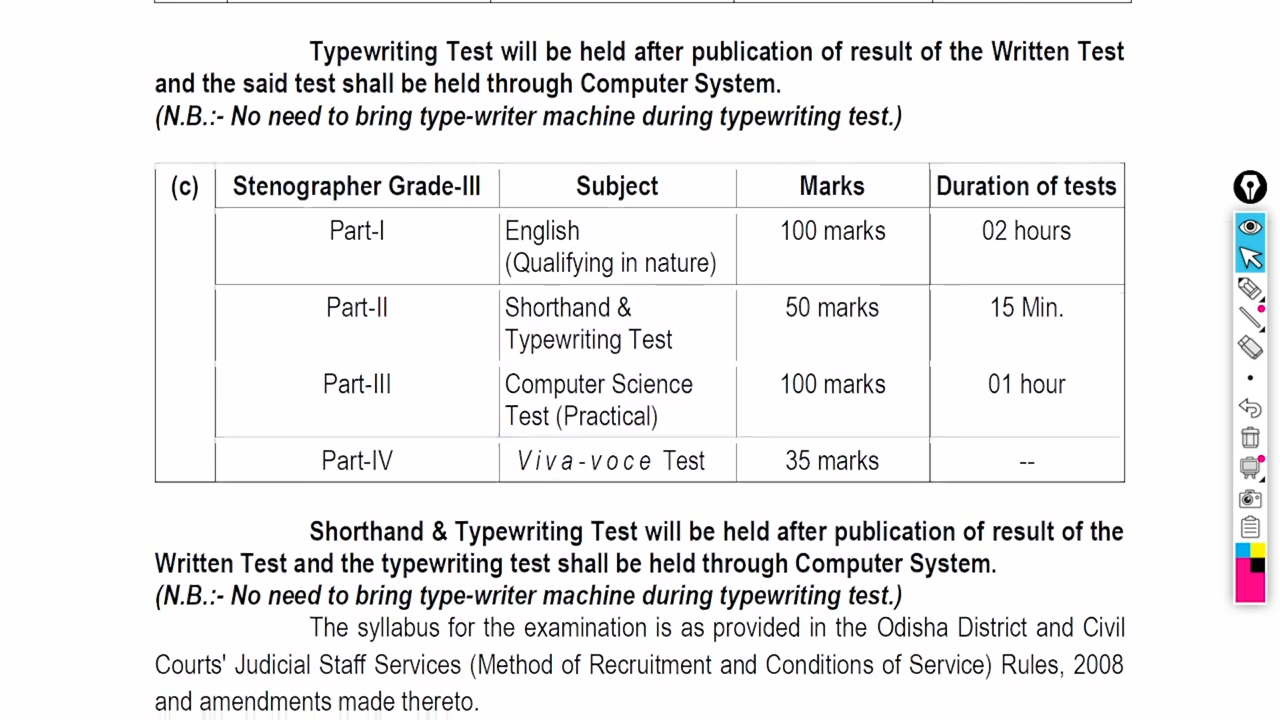 Typewriting Test will be held after publication of result of the Written Test
and the said test shall be held through Computer System.
(N.B.:- No need to bring type-writer machine during typewriting test.)
(c) Stenographer Grade-III Subject Marks Duration of tests
Part-I English 100 marks 02 hours
(Qualifying in nature)
Part-II Shorthand & 50 marks 15 Min.
Typewriting Test
Part-III Computer Science 100 marks 01 hour
Test (Practical)
Part-IV Viva-voce Test 35 marks --
Shorthand & Typewriting Test will be held after publication of result of the
Written Test and the typewriting test shall be held through Computer System.
(N.B.:- No need to bring type-writer machine during typewriting test.)
The syllabus for the examination is as provided in the Odisha District and Civil
Courts' Judicial Staff Services (Method of Recruitment and Conditions of Service) Rules, 2008
and amendments made thereto.